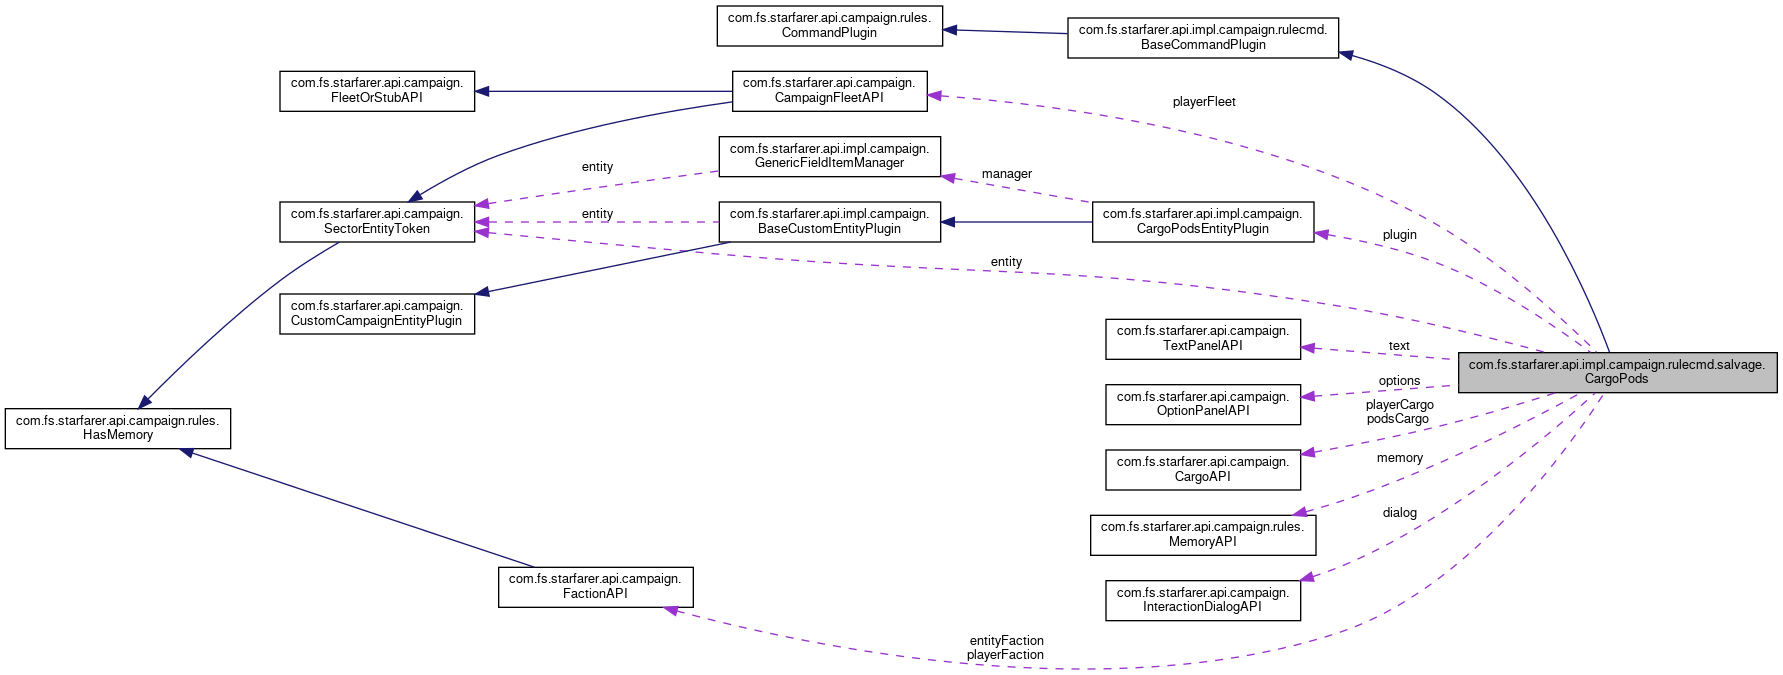 com.fs.starfarer.api.campaign.rules.
CommandPlugin
com.fs.starfarer.api.impl.campaign.rulecmd.
BaseCommandPlugin
com.fs.starfarer.api.campaign.
FleetOrStubAPI
com.fs.starfarer.api.campaign.
CampaignFleetAPI
playerFleet
com.fs.starfarer.api.impl.campaign.
GenericFieldItemManager
entity
manager
com.fs.starfarer.api.campaign.
SectorEntityToken
entity
com.fs.starfarer.api.impl.campaign.
BaseCustomEntityPlugin
com.fs.starfarer.api.impl.campaign.
CargoPodsEntityPlugin
plugin
entity
com.fs.starfarer.api.campaign.
CustomCampaignEntityPlugin
com.fs.starfarer.api.campaign.
TextPanelAPI
text
com.fs.starfarer.api.impl.campaign.rulecmd.salvage.
CargoPods
options
com.fs.starfarer.api.campaign.
OptionPanelAPI
playerCargo
podsCargo
com.fs.starfarer.api.campaign.rules.
HasMemory
com.fs.starfarer.api.campaign.
CargoAPI
memory
com.fs.starfarer.api.campaign.rules.
MemoryAPI
dialog
com.fs.starfarer.api.campaign.
FactionAPI
com.fs.starfarer.api.campaign.
InteractionDialogAPI
entityFaction
playerFaction